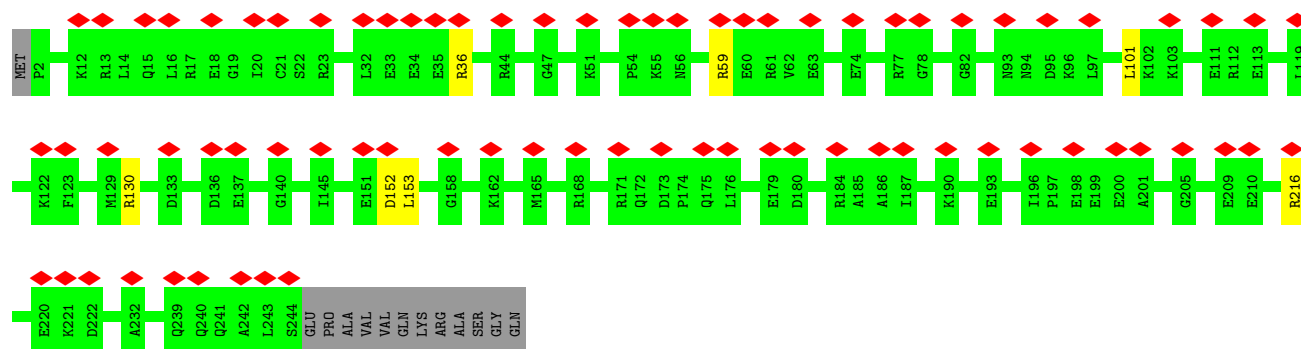 MET P2 K12 R13 L14 Q15 L16 R17 E18 G19 I20 C21 S22 R23 L32 E33 E34 E35 R36 R44 G47 K51 P54 K55 N56 R59 E60 R61 V62 E63 E74 R77 G78 G82 N93 N94 D95 K96 L97 L101 K102 K103 E111 R112 E113 L119
K122 F123 M129 R130 D133 D136 E137 G140 I145 E151 D152 L153 G158 K162 M165 R168 R171 Q172 D173 P174 Q175 L176 E179 D180 R184 A185 A186 I187 K190 E193 I196 P197 E198 E199 E200 A201 G205 E209 E210 R216
E220 K221 D222 A232 Q239 Q240 Q241 A242 L243 S244 GLU PRO ALA VAL VAL GLN LYS ARG ALA SER GLY GLN